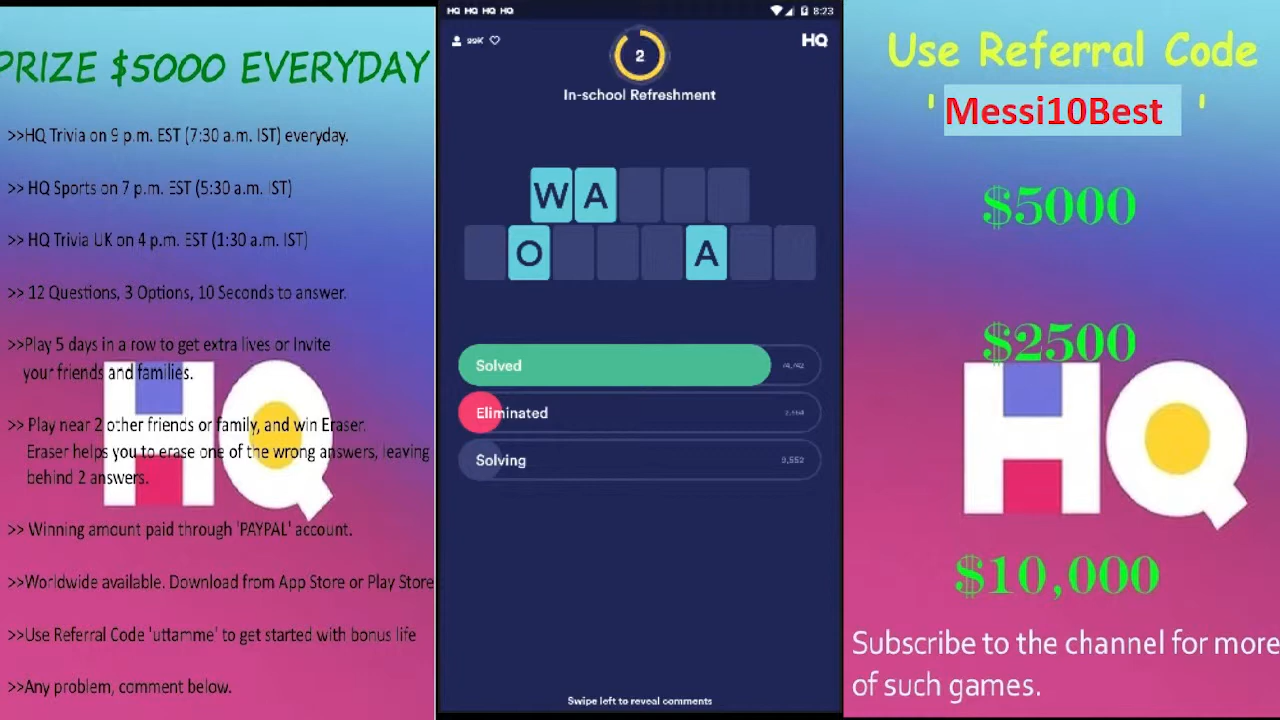 PRIZE $5000 EVERYDAY
>>HQ Trivia on 9 p.m. EST (7:30 a.m. IST) everyday.
>> HQ Sports on 7 p.m. EST (5:30 a.m. IST)
>> HQ Trivia UK on 4 p.m. EST (1:30 a.m. IST)
>> 12 Questions, 3 Options, 10 Seconds to answer.
>>Play 5 days in a row to get extra lives or Invite
your friends and families.
>> Play near 2 other friends or family, and win Eraser.
Eraser helps you to erase one of the wrong answers, leaving
behind 2 answers.
HQ
>> Winning amount paid through 'PAYPAL' account.
>>Worldwide available. Download from App Store or Play Store
>>Use Referral Code 'uttamme' to get started with bonus life
>>Any problem, comment below.
HQ HQ HQ HQ 8:23
99K HQ
2
In-school Refreshment
W A
O A
Solved
Eliminated
Solving
Swipe left to reveal comments
Use Referral Code
' Messi10Best '
$5000
$2500
HQ
$10,000
Subscribe to the channel for more
of such games.